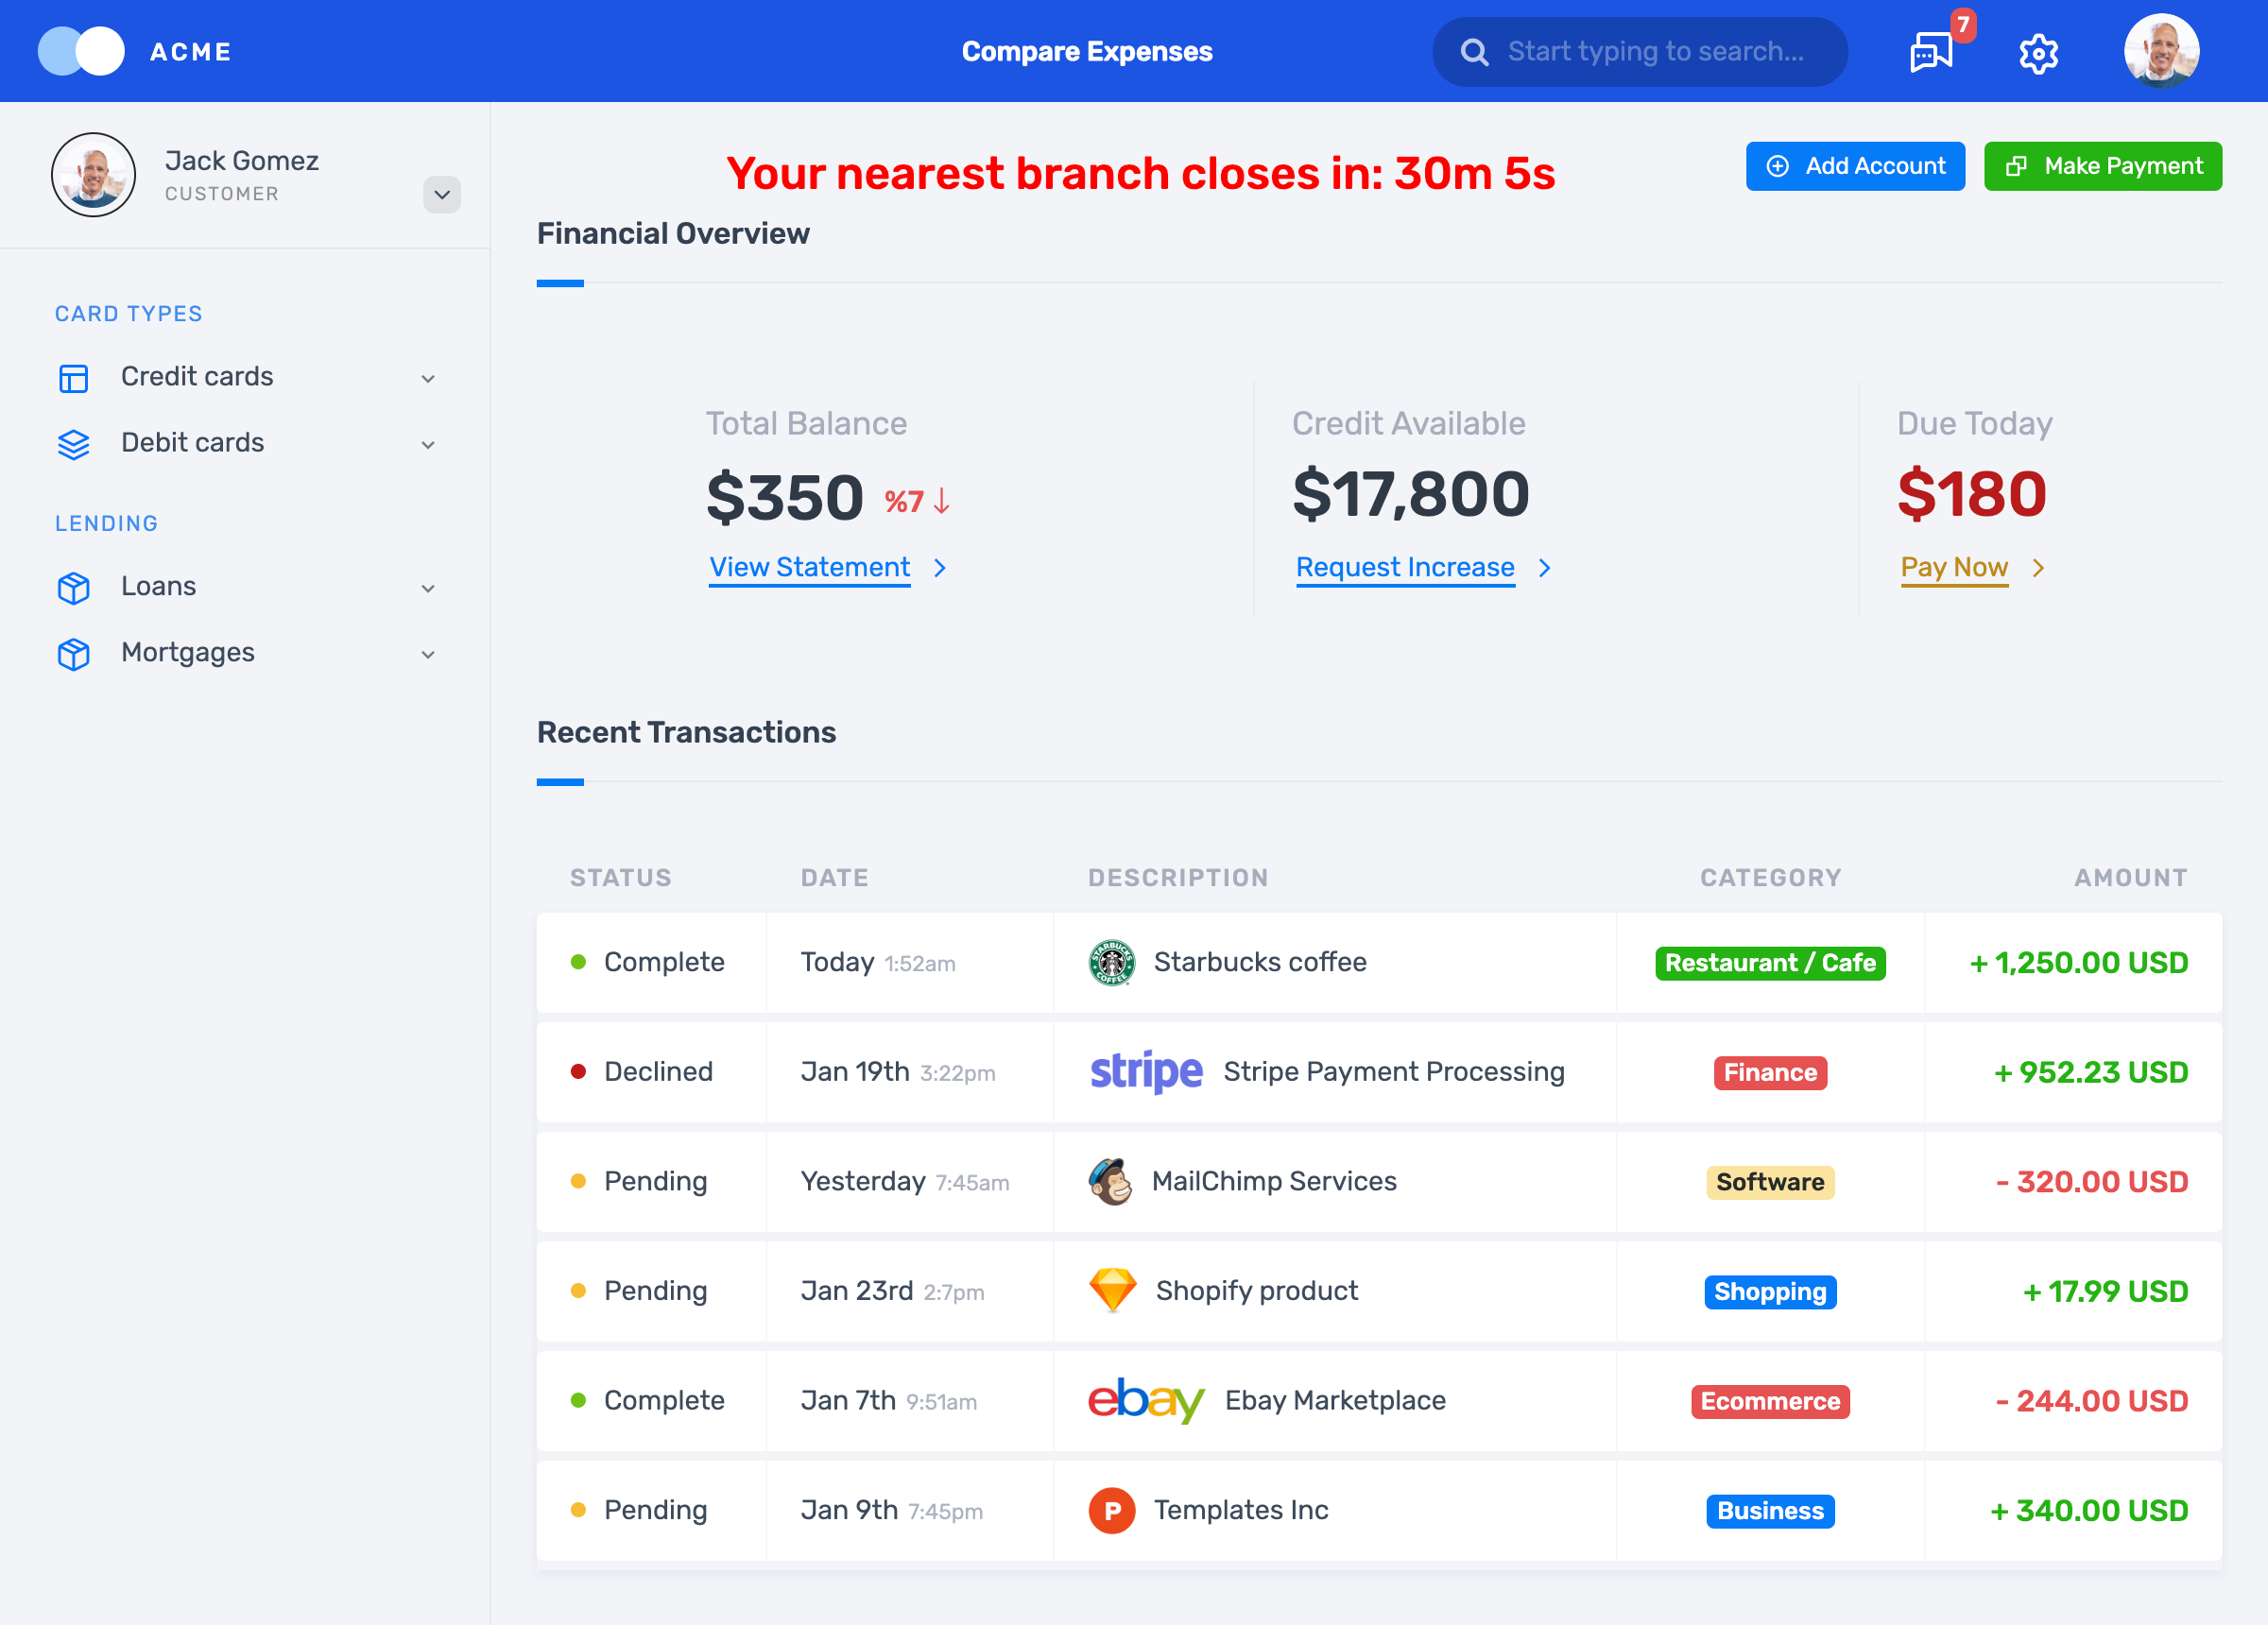 ACME
Compare Expenses
Start typing to search...
7
Jack Gomez
CUSTOMER
Your nearest branch closes in: 30m 5s
Add Account
Make Payment
Financial Overview
CARD TYPES
Credit cards
Debit cards
LENDING
Loans
Mortgages
Total Balance
$350 %7
View Statement
Credit Available
$17,800
Request Increase
Due Today
$180
Pay Now
Recent Transactions
STATUS DATE DESCRIPTION CATEGORY AMOUNT
Complete Today 1:52am STARBUCKS COFFEE Starbucks coffee Restaurant / Cafe + 1,250.00 USD
Declined Jan 19th 3:22pm stripe Stripe Payment Processing Finance + 952.23 USD
Pending Yesterday 7:45am MailChimp Services Software - 320.00 USD
Pending Jan 23rd 2:7pm Shopify product Shopping + 17.99 USD
Complete Jan 7th 9:51am ebay Ebay Marketplace Ecommerce - 244.00 USD
Pending Jan 9th 7:45pm P Templates Inc Business + 340.00 USD